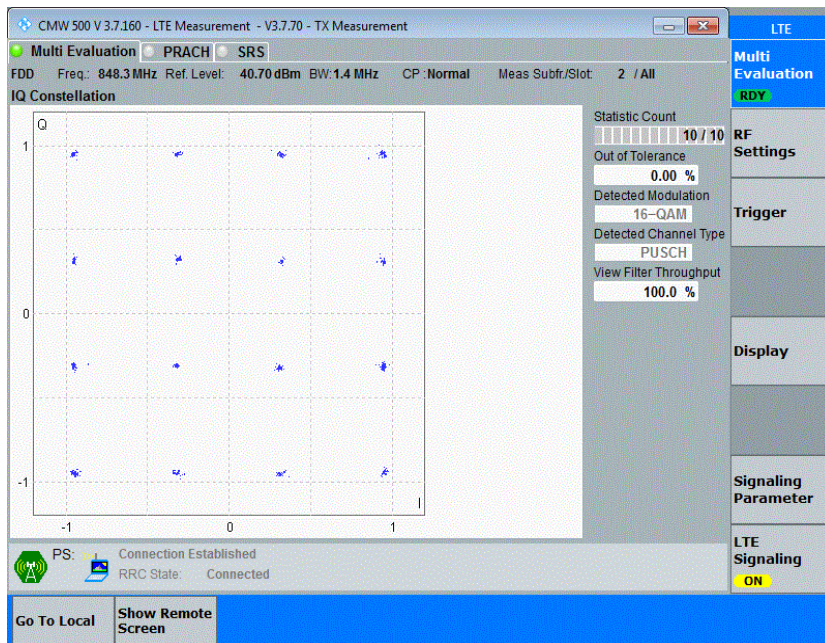 CMW 500 V 3.7.160 - LTE Measurement - V3.7.70 - TX Measurement
LTE
Multi Evaluation PRACH SRS
Multi
Evaluation
RDY
FDD Freq.: 848.3 MHz Ref. Level: 40.70 dBm BW: 1.4 MHz CP : Normal Meas Subfr./Slot: 2 / All
IQ Constellation
Q
1
0
-1
I
-1 0 1
Statistic Count
10 / 10
Out of Tolerance
0.00 %
Detected Modulation
16-QAM
Detected Channel Type
PUSCH
View Filter Throughput
100.0 %
RF
Settings
Trigger
Display
Signaling
Parameter
LTE
Signaling
ON
PS: Connection Established
RRC State: Connected
Go To Local
Show Remote
Screen